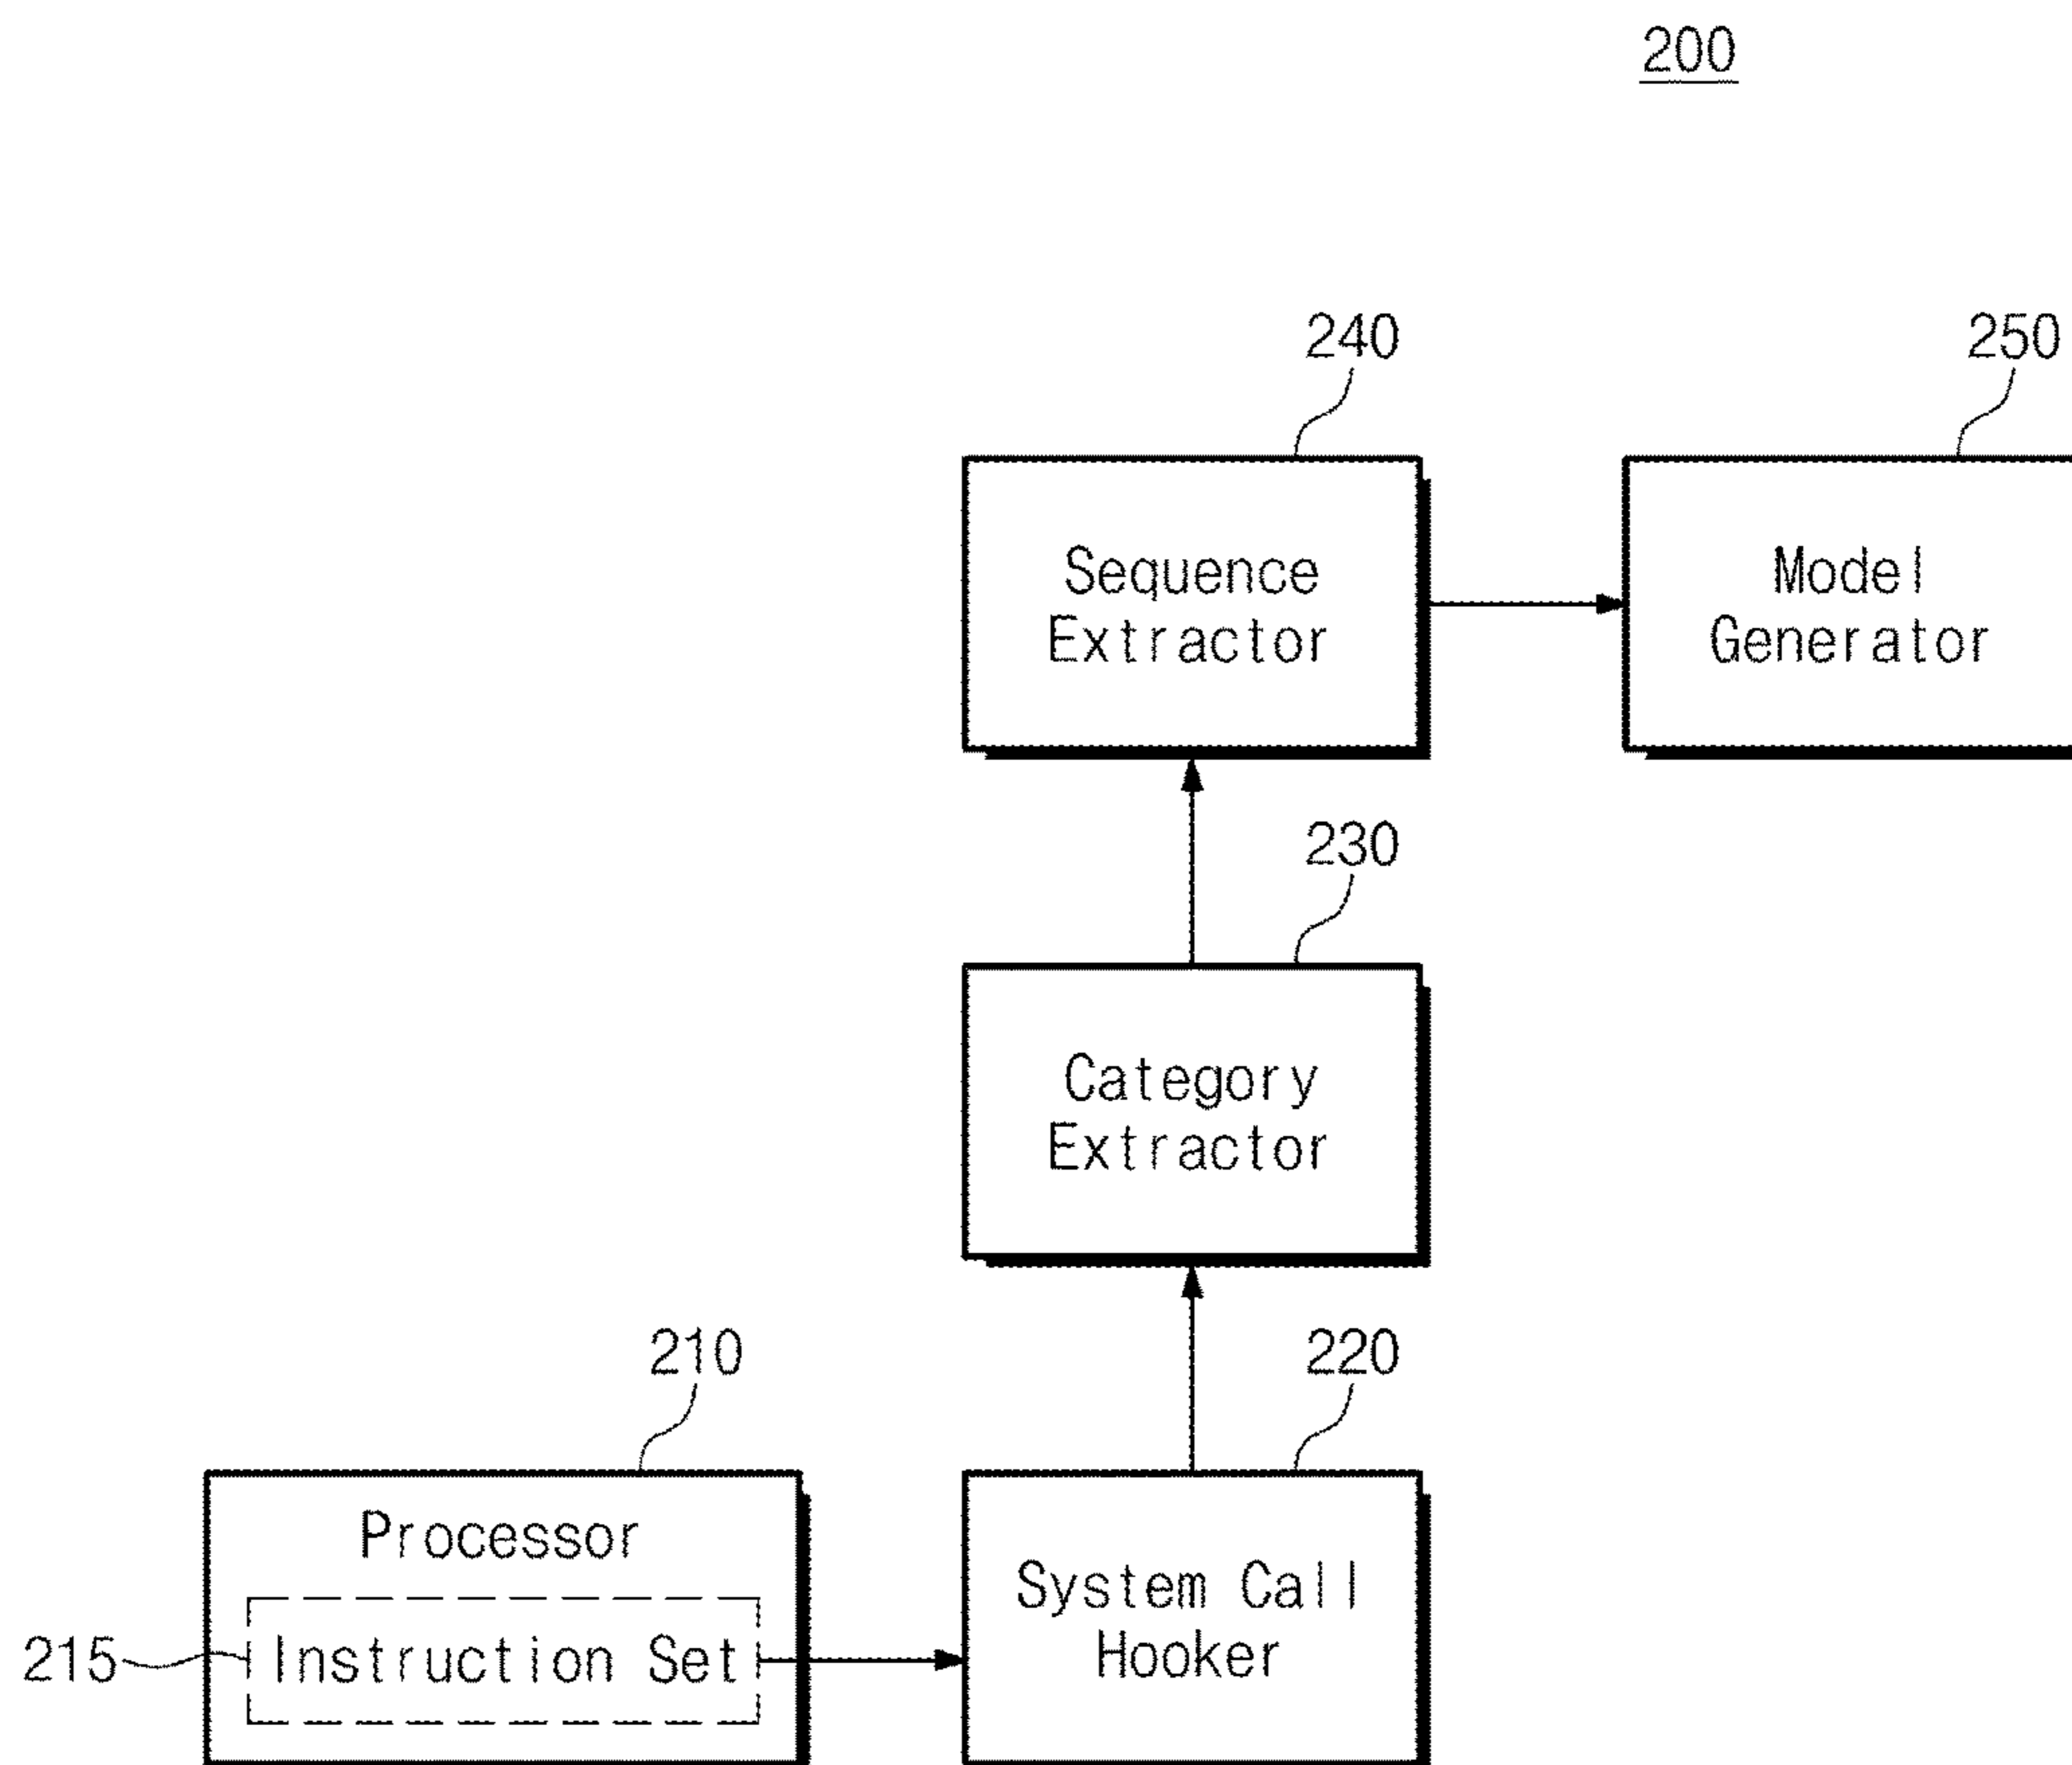 200
240
250
Sequence
Extractor
Model
Generator
230
Category
Extractor
210
220
Processor
215
Instruction Set
System Call
Hooker